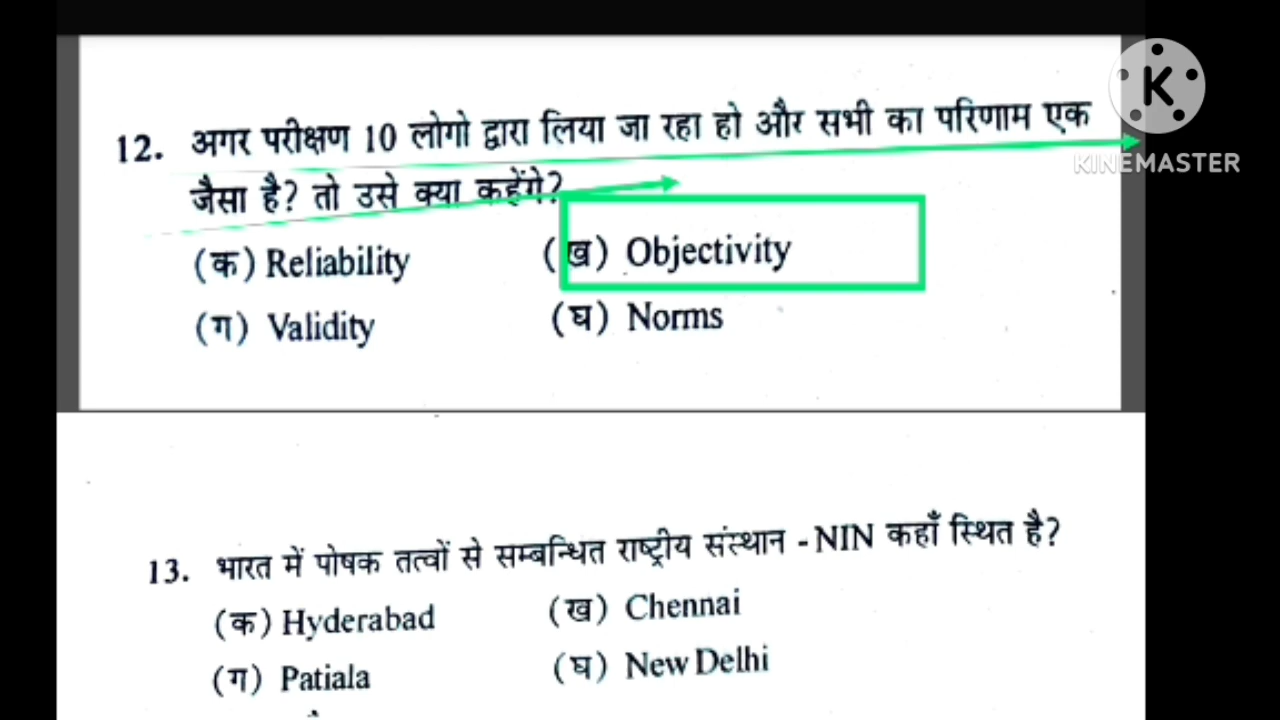 12. अगर परीक्षण 10 लोगो द्वारा लिया जा रहा हो और सभी का परिणाम एक
जैसा है? तो उसे क्या कहेंगे?
(क) Reliability (ख) Objectivity
(ग) Validity (घ) Norms
K
KINEMASTER
13. भारत में पोषक तत्वों से सम्बन्धित राष्ट्रीय संस्थान - NIN कहाँ स्थित है?
(क) Hyderabad (ख) Chennai
(ग) Patiala (घ) New Delhi